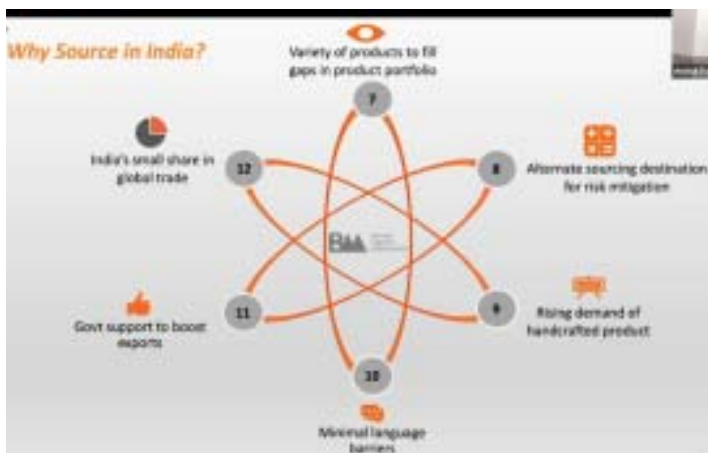 Why Source in India?
Variety of products to fill
gaps in product portfolio
7
8
Alternate sourcing destination
for risk mitigation
9
Rising demand of
handcrafted product
10
Minimal language
barriers
11
Govt support to boost
exports
12
India's small share in
global trade